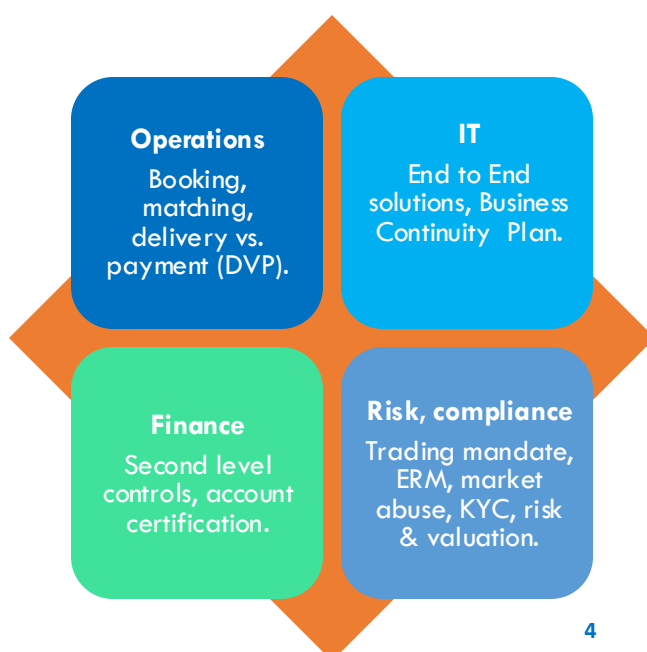 Operations
Booking,
matching,
delivery vs.
payment (DVP).
IT
End to End
solutions, Business
Continuity Plan.
Finance
Second level
controls, account
certification.
Risk, compliance
Trading mandate,
ERM, market
abuse, KYC, risk
& valuation.
4